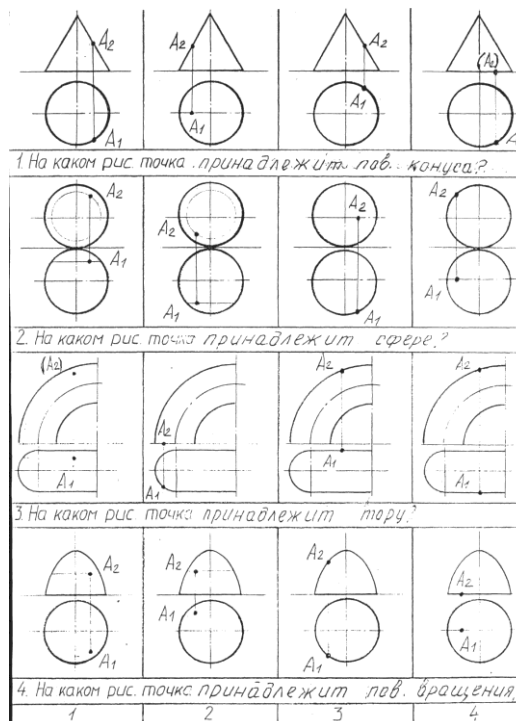 A2 A2 A2 (A2)
A1 A1 A1 A
1. На каком рис. точка принадлежит пов. конуса?
A2 A2 A2 A2
A1 A1 A1 A1
2. На каком рис. точка принадлежит сфере?
(A2) A2 A2 A2
A1 A1 A1
3. На каком рис точка принадлежит тору?
A2 A2 A2 A2
A1 A1 A1 A1
4. На каком рис. точка принадлежит пов. вращения,
1 2 3 4